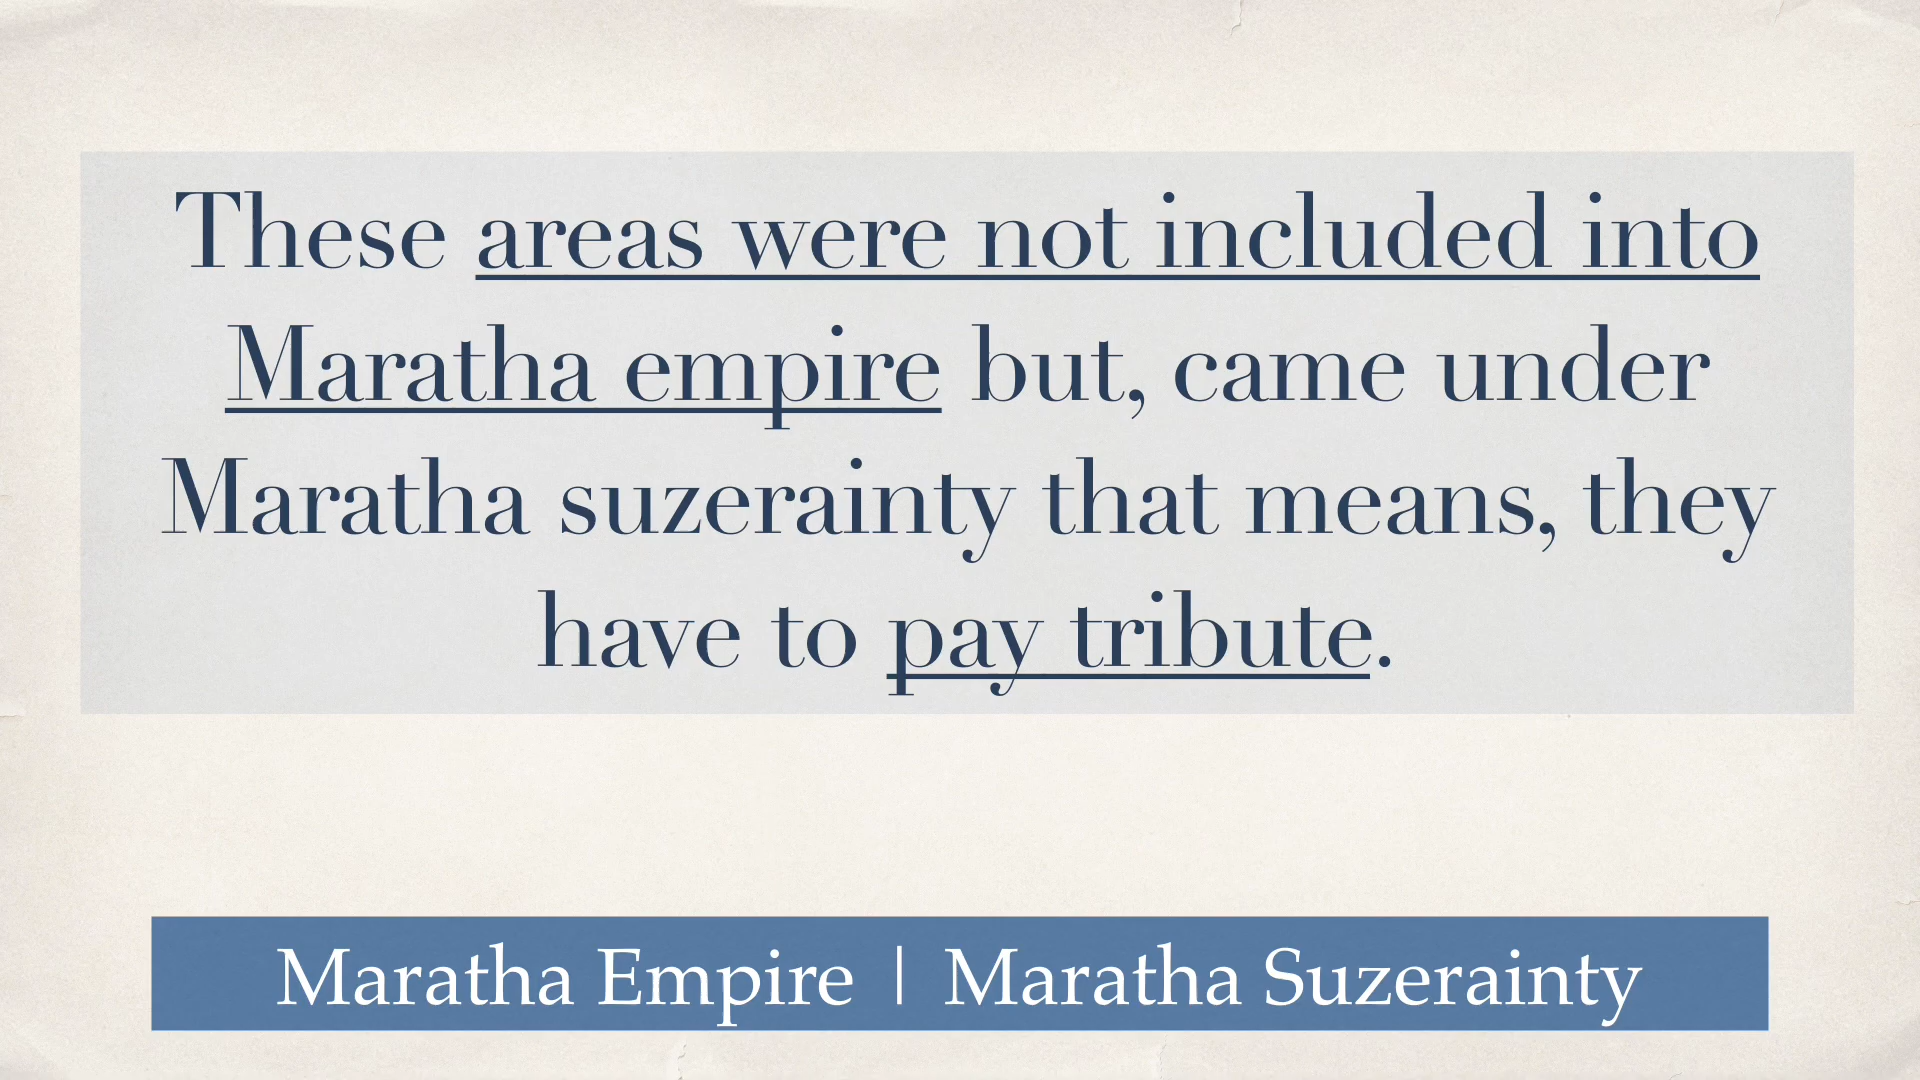 These areas were not included into
Maratha empire but, came under
Maratha suzerainty that means, they
have to pay tribute.
Maratha Empire | Maratha Suzerainty